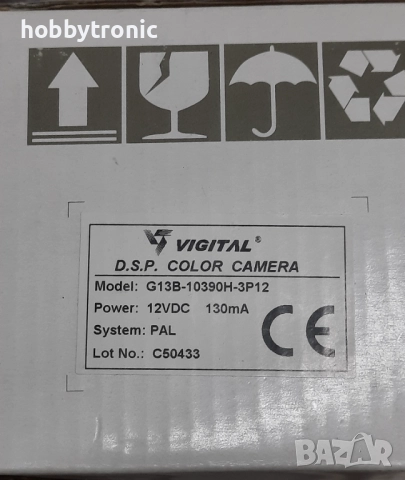 hobbytronic
VIGITAL®
D.S.P. COLOR CAMERA
Model: G13B-10390H-3P12
Power: 12VDC 130mA
System: PAL
Lot No.: C50433
CE
BAZAR